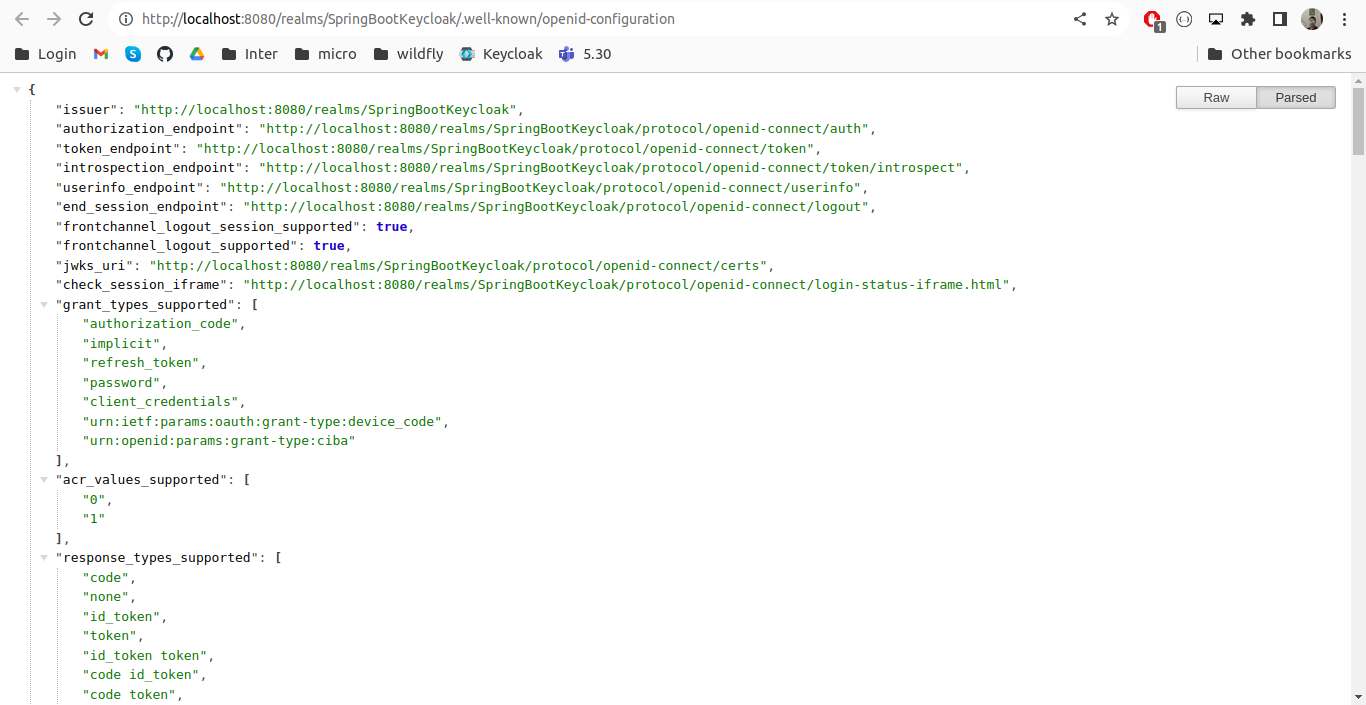 http://localhost:8080/realms/SpringBootKeycloak/.well-known/openid-configuration
1
Login Inter micro wildfly Keycloak 5.30 Other bookmarks
Raw Parsed
{
"issuer": "http://localhost:8080/realms/SpringBootKeycloak",
"authorization_endpoint": "http://localhost:8080/realms/SpringBootKeycloak/protocol/openid-connect/auth",
"token_endpoint": "http://localhost:8080/realms/SpringBootKeycloak/protocol/openid-connect/token",
"introspection_endpoint": "http://localhost:8080/realms/SpringBootKeycloak/protocol/openid-connect/token/introspect",
"userinfo_endpoint": "http://localhost:8080/realms/SpringBootKeycloak/protocol/openid-connect/userinfo",
"end_session_endpoint": "http://localhost:8080/realms/SpringBootKeycloak/protocol/openid-connect/logout",
"frontchannel_logout_session_supported": true,
"frontchannel_logout_supported": true,
"jwks_uri": "http://localhost:8080/realms/SpringBootKeycloak/protocol/openid-connect/certs",
"check_session_iframe": "http://localhost:8080/realms/SpringBootKeycloak/protocol/openid-connect/login-status-iframe.html",
"grant_types_supported": [
"authorization_code",
"implicit",
"refresh_token",
"password",
"client_credentials",
"urn:ietf:params:oauth:grant-type:device_code",
"urn:openid:params:grant-type:ciba"
],
"acr_values_supported": [
"0",
"1"
],
"response_types_supported": [
"code",
"none",
"id_token",
"token",
"id_token token",
"code id_token",
"code token",